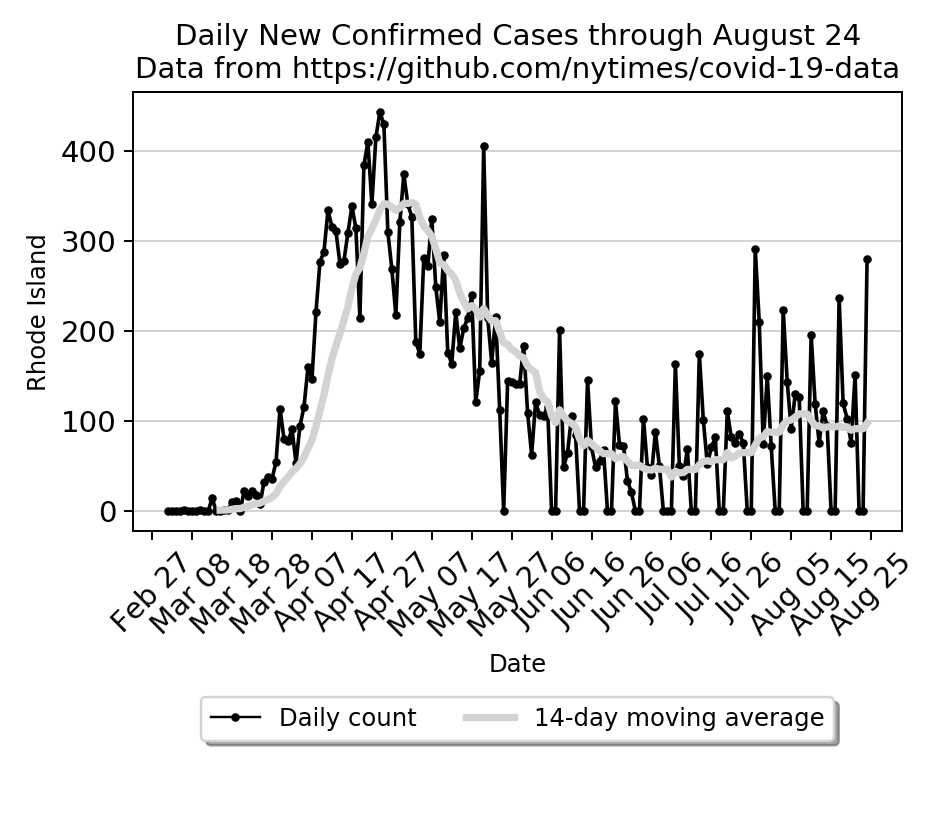 Daily New Confirmed Cases through August 24
Data from https://github.com/nytimes/covid-19-data
Rhode Island
400
300
200
100
0
Feb 27
Mar 08
Mar 18
Mar 28
Apr 07
Apr 17
Apr 27
May 07
May 17
May 27
Jun 06
Jun 16
Jun 26
Jul 06
Jul 16
Jul 26
Aug 05
Aug 15
Aug 25
Date
Daily count
14-day moving average